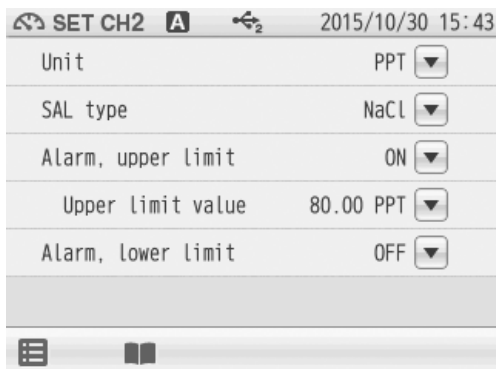 SET CH2 A 2 2015/10/30 15:43
Unit PPT
SAL type NaCl
Alarm, upper limit ON
Upper limit value 80.00 PPT
Alarm, lower limit OFF